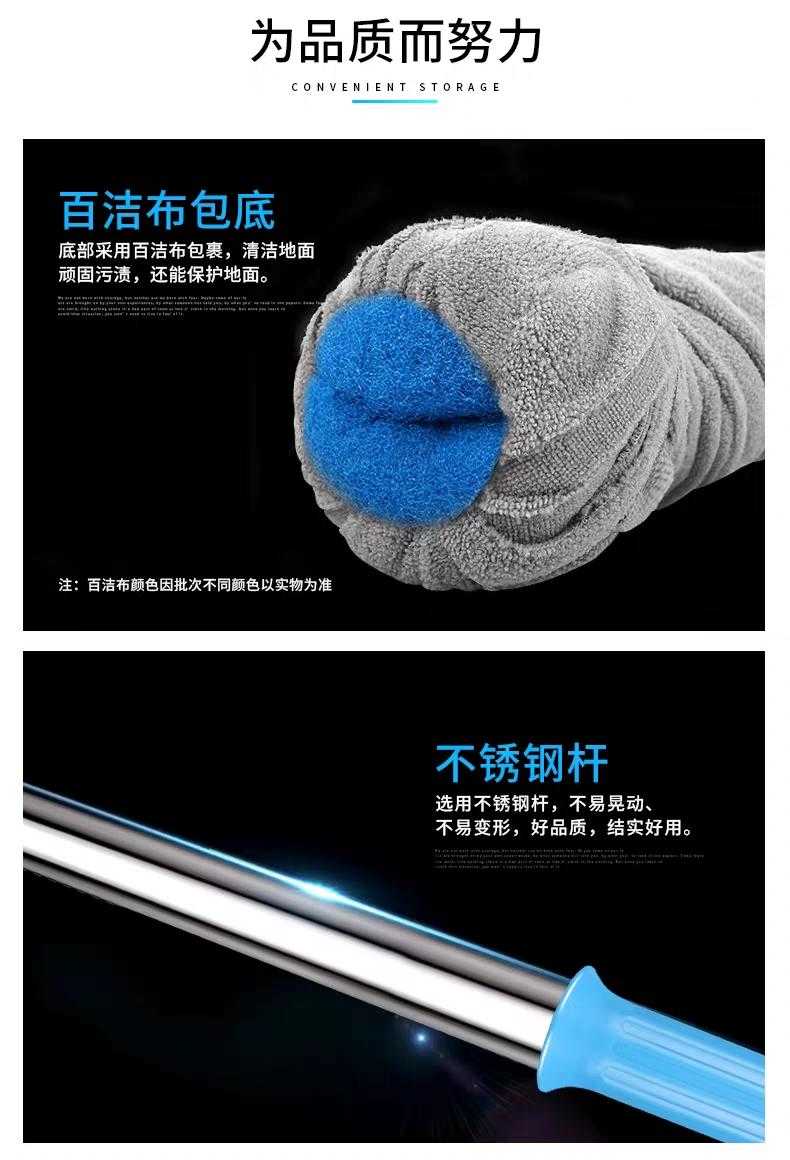 为品质而努力
CONVENIENT STORAGE
百洁布包底
底部采用百洁布包裹，清洁地面
顽固污渍，还能保护地面。
注：百洁布颜色因批次不同颜色以实物为准
不锈钢杆
选用不锈钢杆，不易晃动、
不易变形，好品质，结实好用。